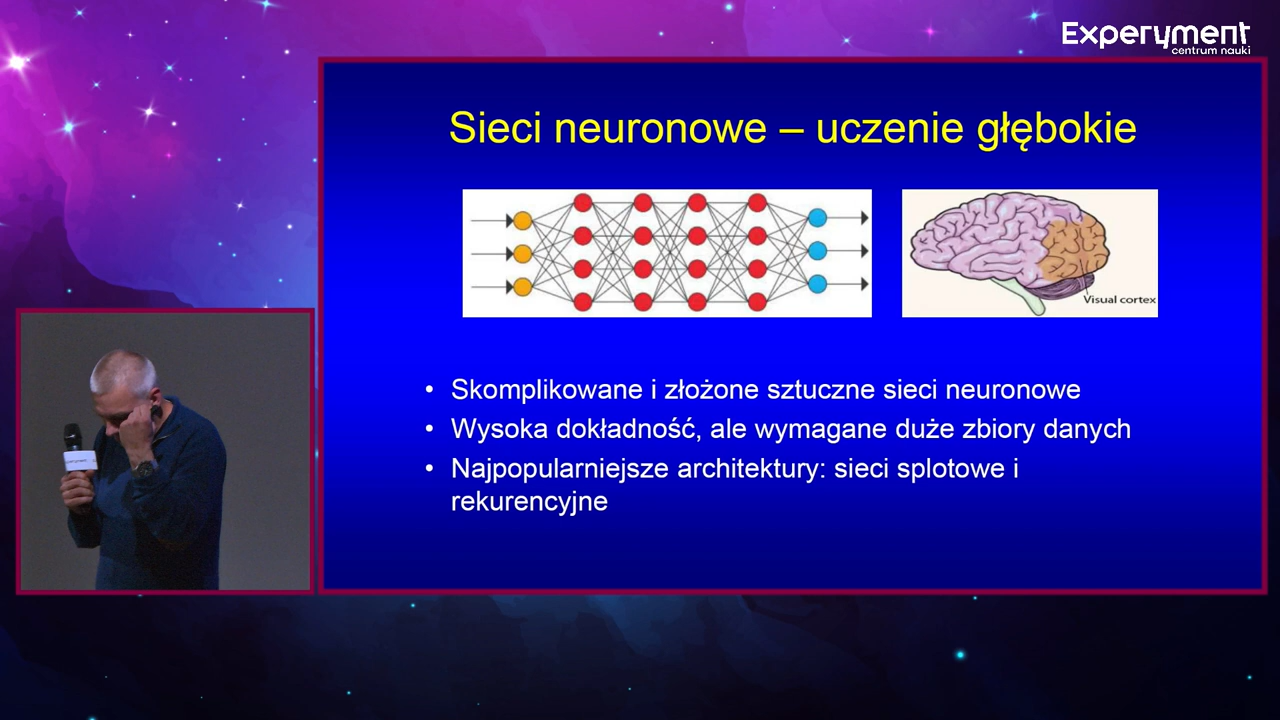 Experyment
centrum nauki
Sieci neuronowe – uczenie głębokie
Visual cortex
• Skomplikowane i złożone sztuczne sieci neuronowe
• Wysoka dokładność, ale wymagane duże zbiory danych
• Najpopularniejsze architektury: sieci splotowe i
rekurencyjne